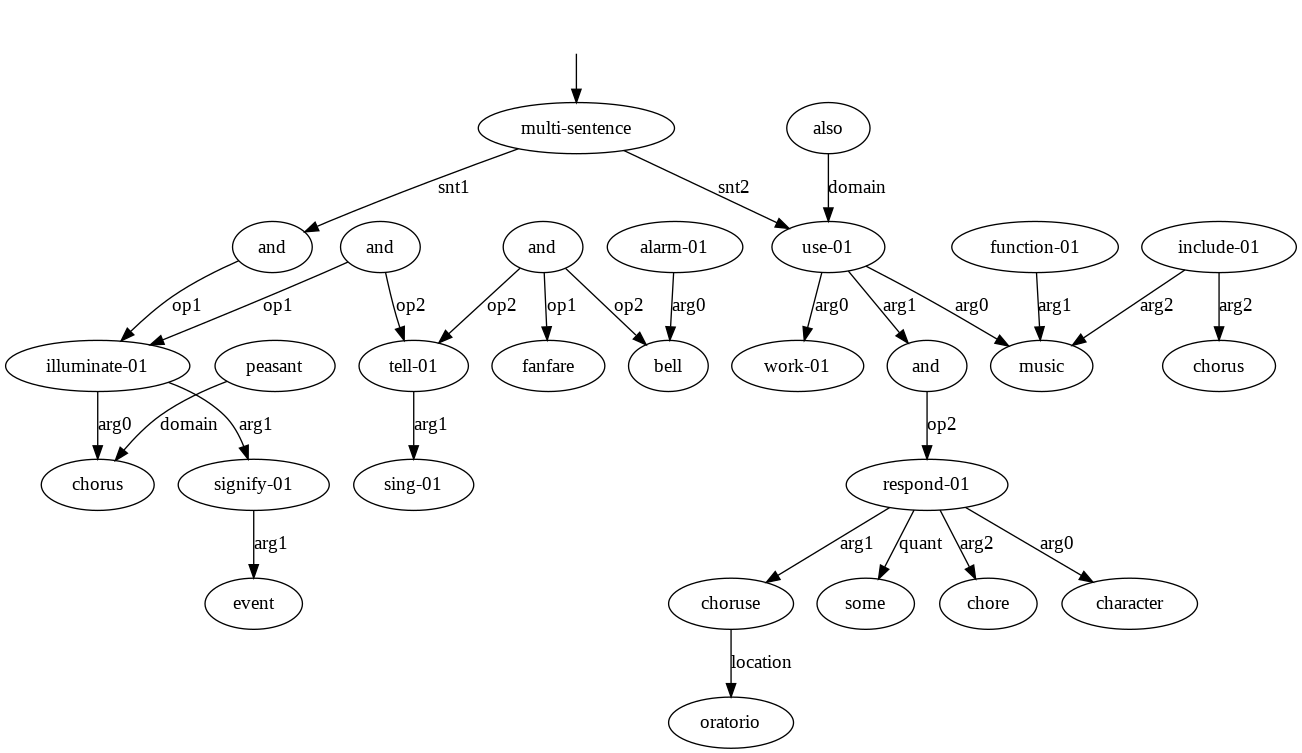 multi-sentence also
snt1 snt2 domain
and and and alarm-01 use-01 function-01 include-01
op1 op1 op2 op2 op1 op2 arg0 arg0 arg1 arg0 arg1 arg2 arg2
illuminate-01 peasant tell-01 fanfare bell work-01 and music chorus
arg0 domain arg1 arg1 op2
chorus signify-01 sing-01 respond-01
arg1 arg1 quant arg2 arg0
event choruse some chore character
location
oratorio